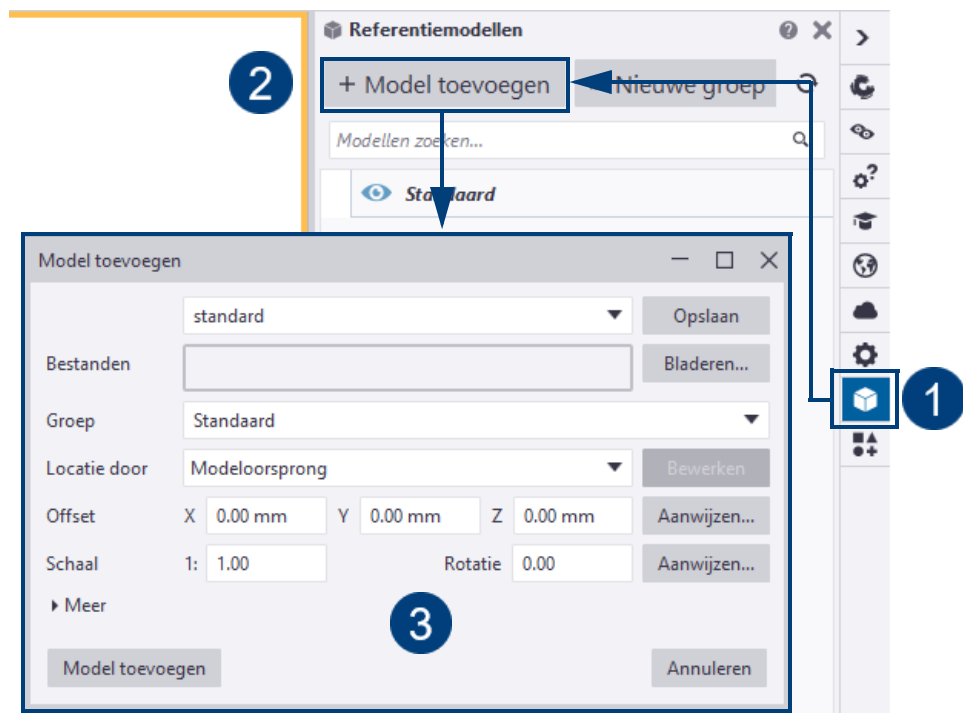 Referentiemodellen
2
+ Model toevoegen
Nieuwe groep
Modellen zoeken...
Standaard
Model toevoegen
standard
Opslaan
Bestanden
Bladeren...
1
Groep
Standaard
Locatie door
Modeloorsprong
Bewerken
Offset X 0.00 mm Y 0.00 mm Z 0.00 mm Aanwijzen...
Schaal 1: 1.00 Rotatie 0.00 Aanwijzen...
Meer
3
Model toevoegen
Annuleren